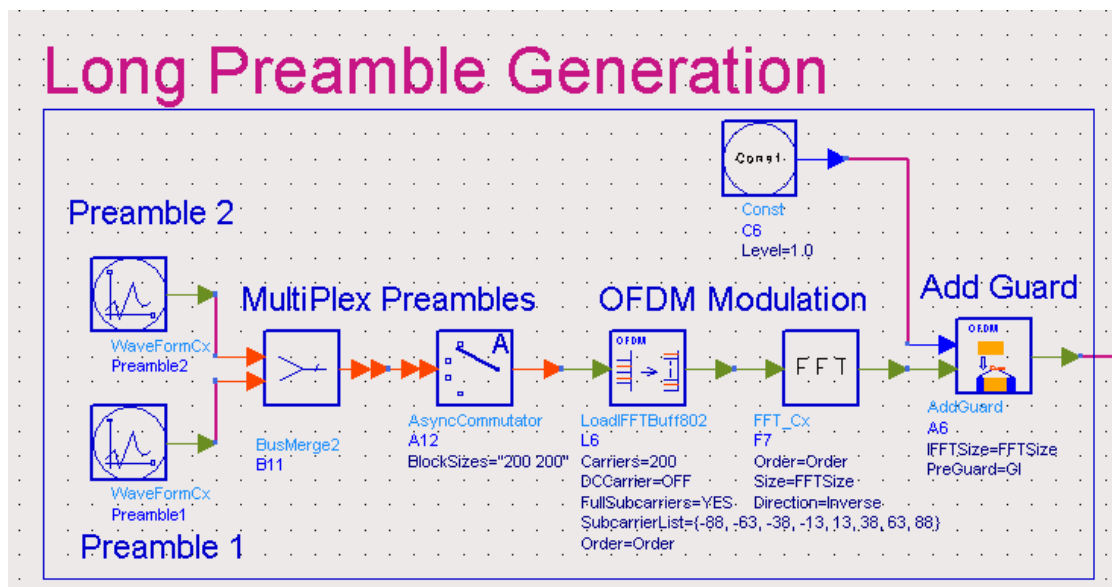 Long Preamble Generation
Const
Const
C6
Level=1.0
Preamble 2
MultiPlex Preambles
OFDM Modulation
Add Guard
WaveFormCx
Preamble2
A
OFDM
FFT
OFDM
BusMerge2
B11
AsyncCommutator
A12
BlockSizes="200 200"
LoadIFFTBuff802
L6
Carriers=200
DCCarrier=OFF
FullSubcarriers=YES
SubcarrierList={-88, -63, -38, -13, 13, 38, 63, 88}
Order=Order
FFT_Cx
F7
Order=Order
Size=FFTSize
Direction=Inverse
AddGuard
A6
IFFTSize=FFTSize
PreGuard=GI
WaveFormCx
Preamble1
Preamble 1